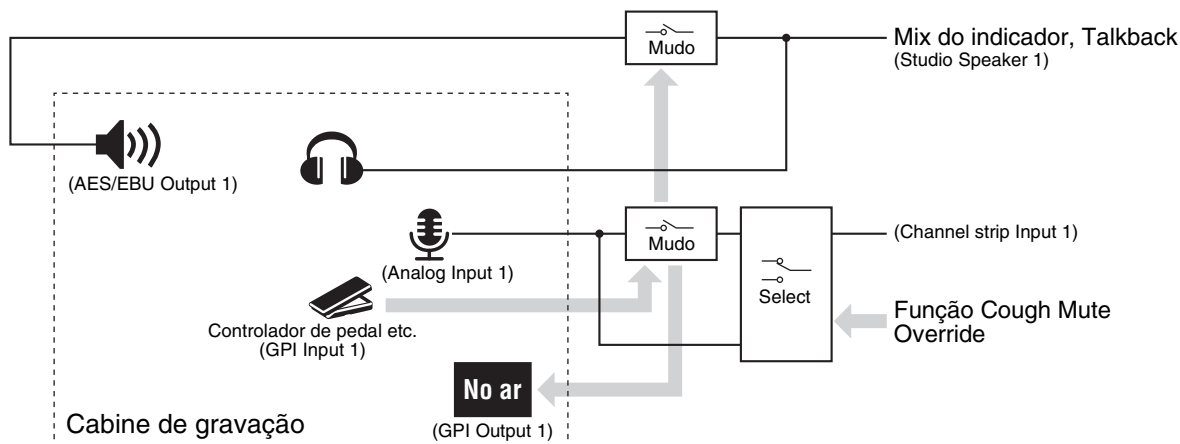 Mudo
Mix do indicador, Talkback
(Studio Speaker 1)
(AES/EBU Output 1)
(Analog Input 1)
Mudo
Select
(Channel strip Input 1)
Controlador de pedal etc.
(GPI Input 1)
Função Cough Mute
Override
No ar
(GPI Output 1)
Cabine de gravação